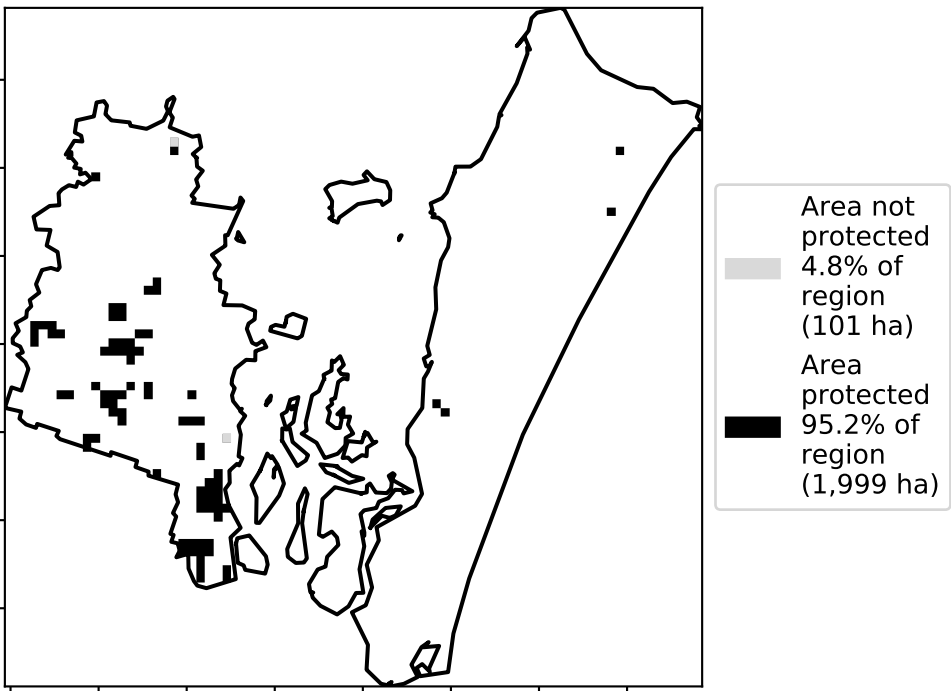 Area not
protected
4.8% of
region
(101 ha)
Area
protected
95.2% of
region
(1,999 ha)